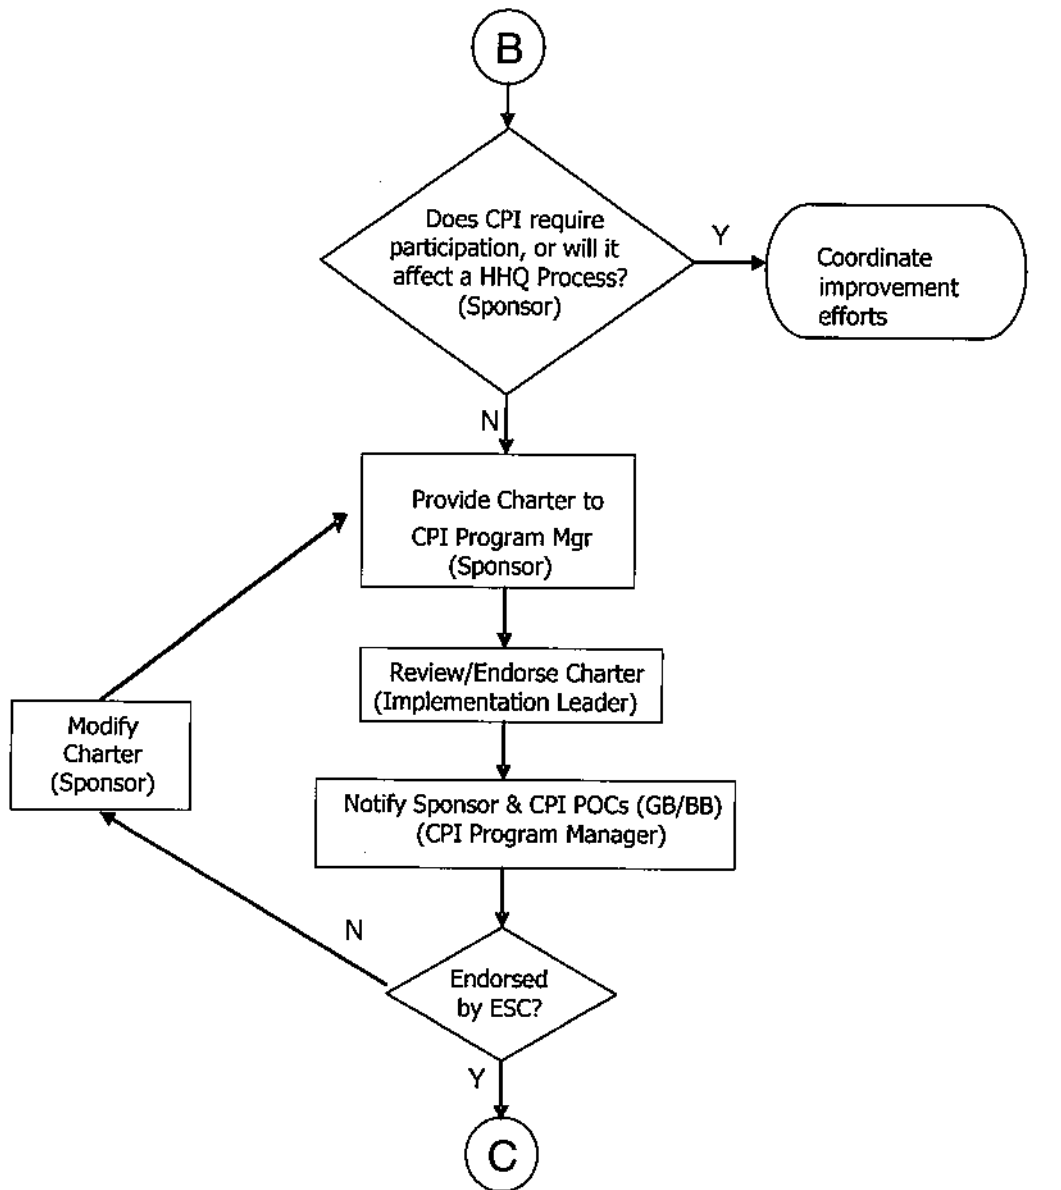 B
Does CPI require
participation, or will it
affect a HHQ Process?
(Sponsor)
Y
Coordinate
improvement
efforts
N
Provide Charter to
CPI Program Mgr
(Sponsor)
Review/Endorse Charter
(Implementation Leader)
Modify
Charter
(Sponsor)
Notify Sponsor & CPI POCs (GB/BB)
(CPI Program Manager)
N
Endorsed
by ESC?
Y
C